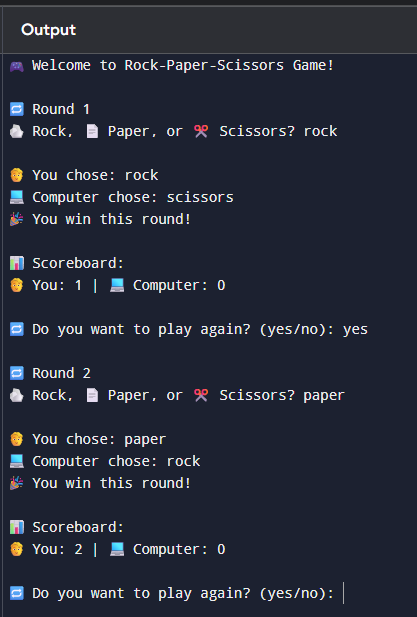 Output
🎮 Welcome to Rock-Paper-Scissors Game!
🔁 Round 1
🪨 Rock, 📄 Paper, or ✂️ Scissors? rock
🧑 You chose: rock
💻 Computer chose: scissors
🎉 You win this round!
📊 Scoreboard:
🧑 You: 1 | 💻 Computer: 0
🔁 Do you want to play again? (yes/no): yes
🔁 Round 2
🪨 Rock, 📄 Paper, or ✂️ Scissors? paper
🧑 You chose: paper
💻 Computer chose: rock
🎉 You win this round!
📊 Scoreboard:
🧑 You: 2 | 💻 Computer: 0
🔁 Do you want to play again? (yes/no):